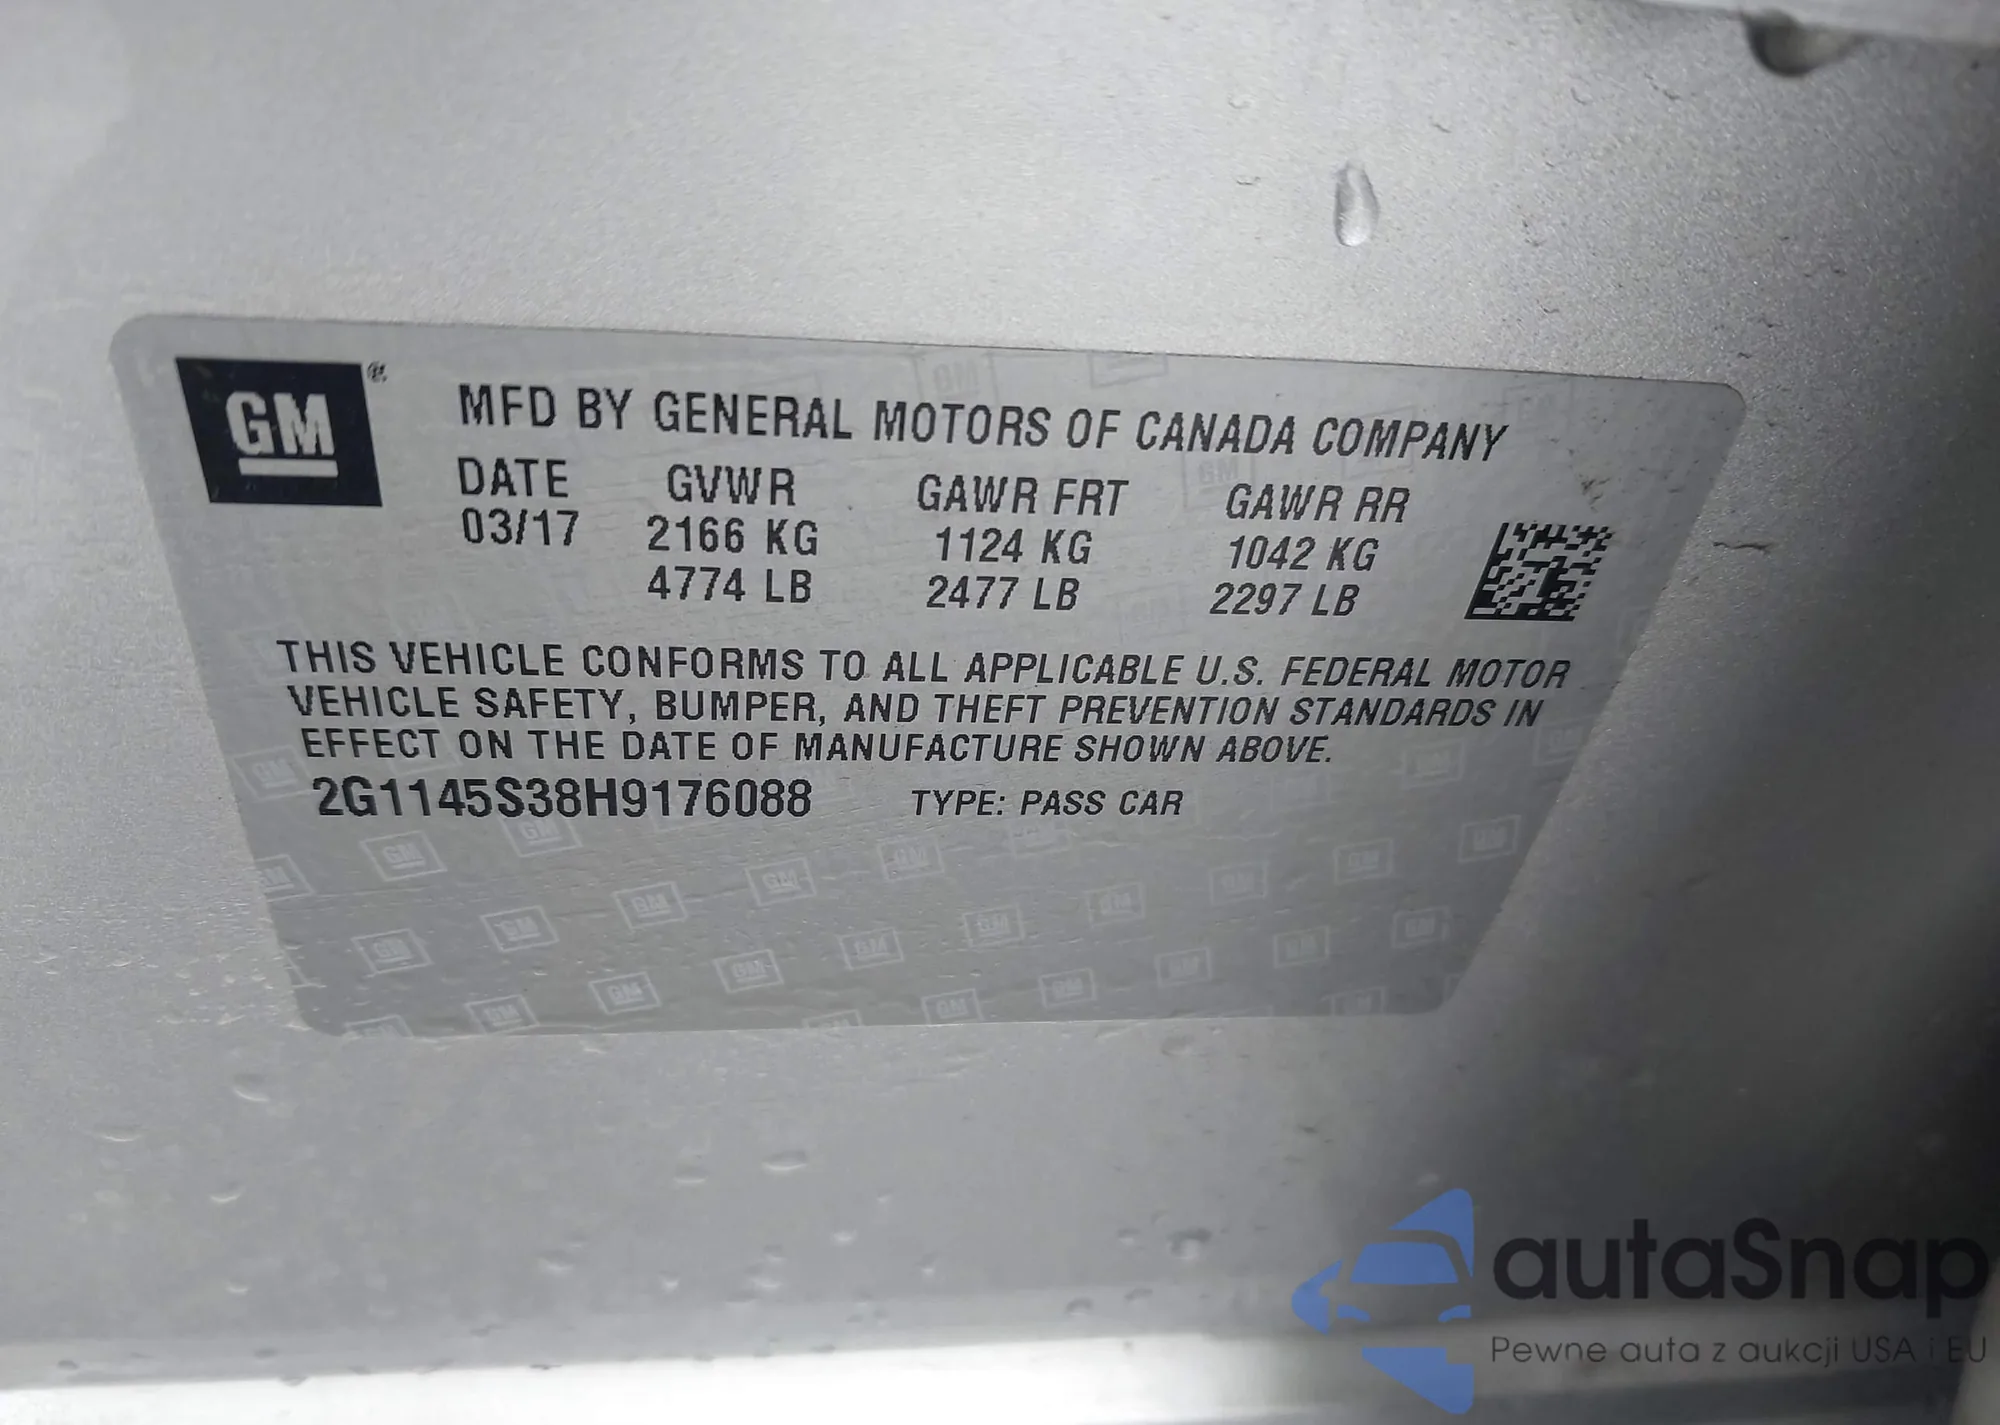 GM ®
MFD BY GENERAL MOTORS OF CANADA COMPANY
DATE GVWR GAWR FRT GAWR RR
03/17 2166 KG 1124 KG 1042 KG
4774 LB 2477 LB 2297 LB
THIS VEHICLE CONFORMS TO ALL APPLICABLE U.S. FEDERAL MOTOR
VEHICLE SAFETY, BUMPER, AND THEFT PREVENTION STANDARDS IN
EFFECT ON THE DATE OF MANUFACTURE SHOWN ABOVE.
2G1145S38H9176088 TYPE: PASS CAR
autaSnap
Pewne auta z aukcji USA i EU